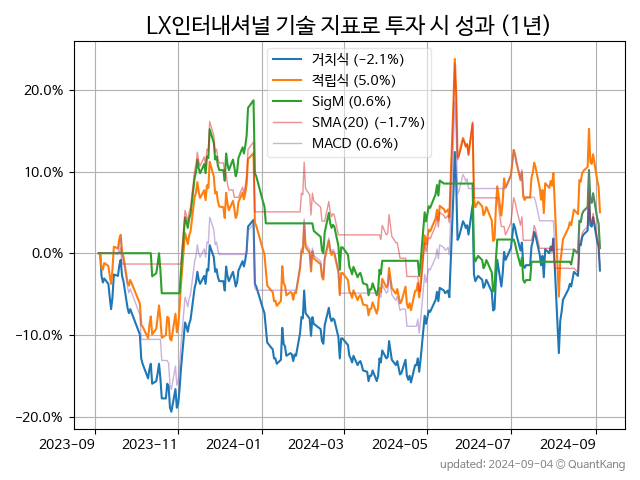 LX인터내셔널 기술 지표로 투자 시 성과 (1년)
거치식 (−2.1%)
적립식 (5.0%)
SigM (0.6%)
SMA(20) (−1.7%)
MACD (0.6%)
20.0%
10.0%
0.0%
−10.0%
−20.0%
2023-09 2023-11 2024-01 2024-03 2024-05 2024-07 2024-09
updated: 2024-09-04 © QuantKang